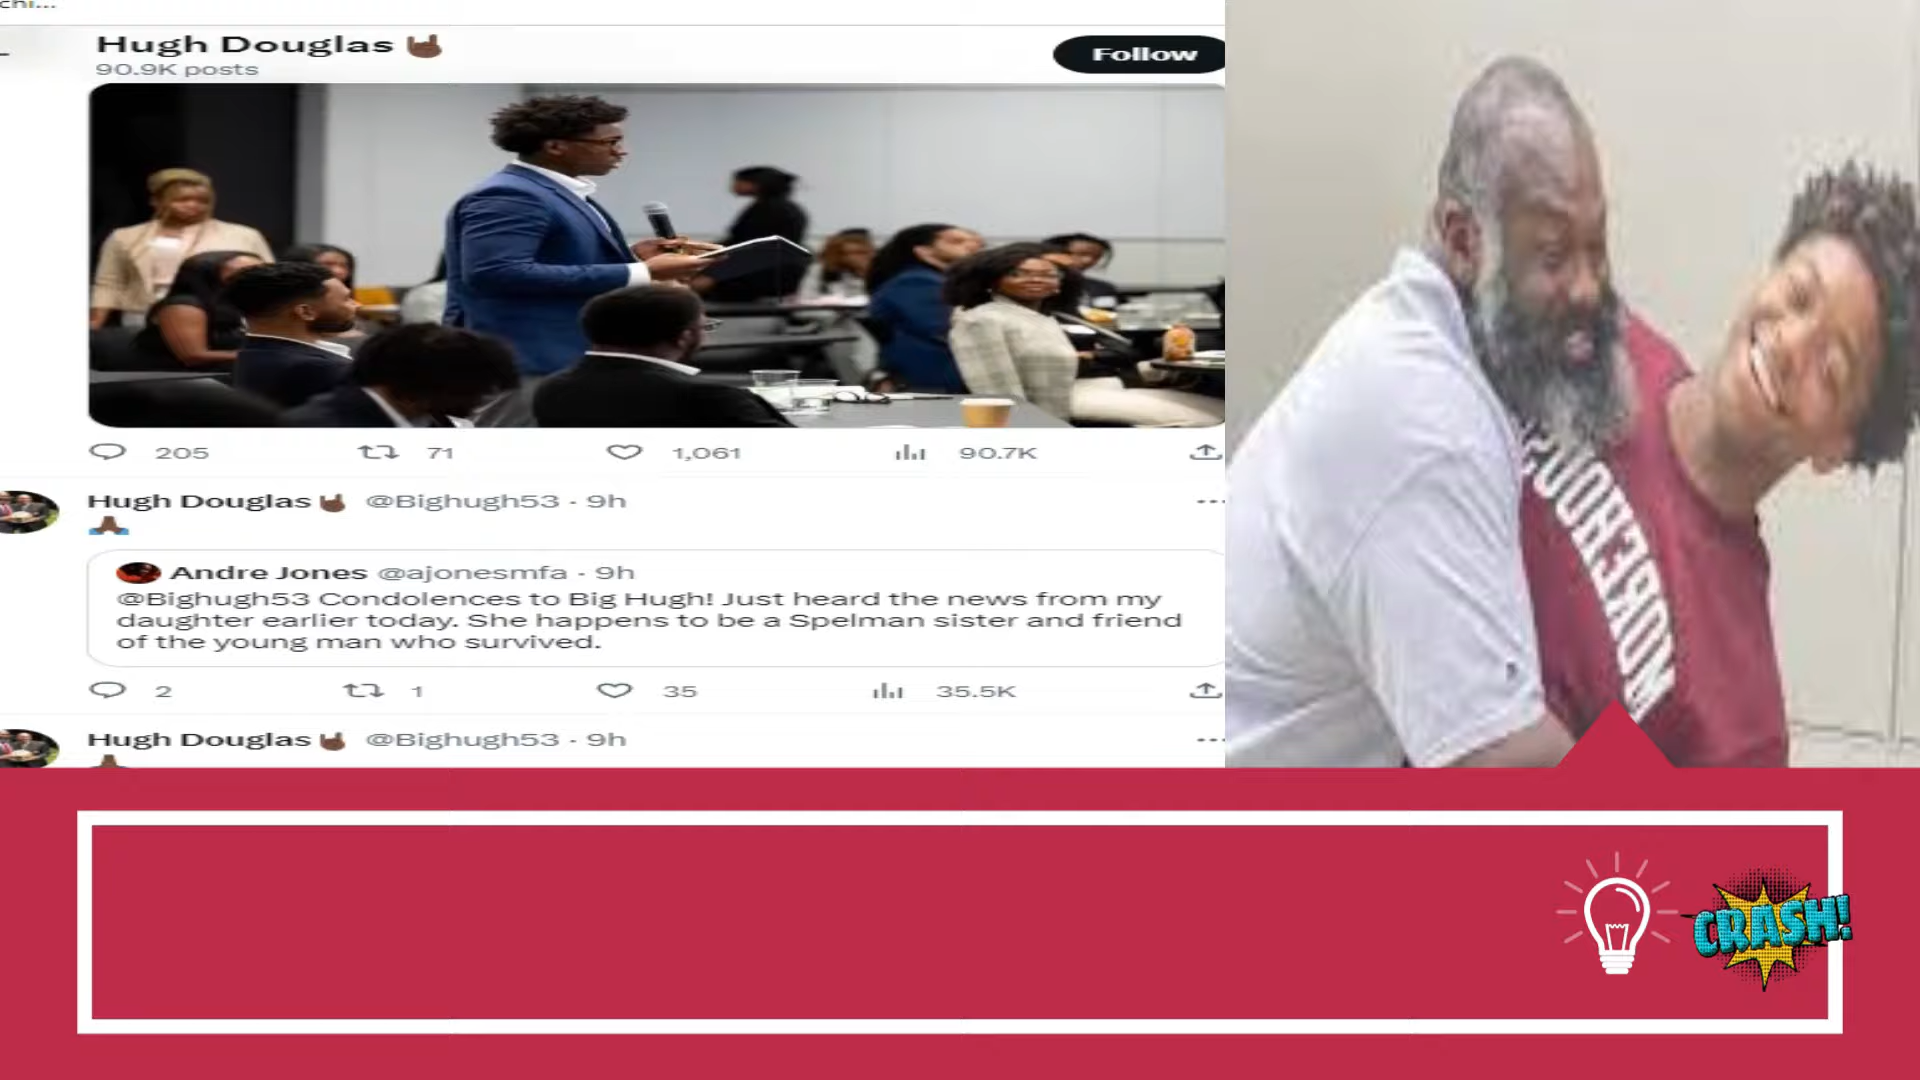 Hugh Douglas
90.9K posts
Follow
205 71 1,061 90.7K
Hugh Douglas @Bighugh53 · 9h
Andre Jones @ajonesmfa · 9h
@Bighugh53 Condolences to Big Hugh! Just heard the news from my
daughter earlier today. She happens to be a Spelman sister and friend
of the young man who survived.
2 1 35 35.5K
Hugh Douglas @Bighugh53 · 9h
CRASH!